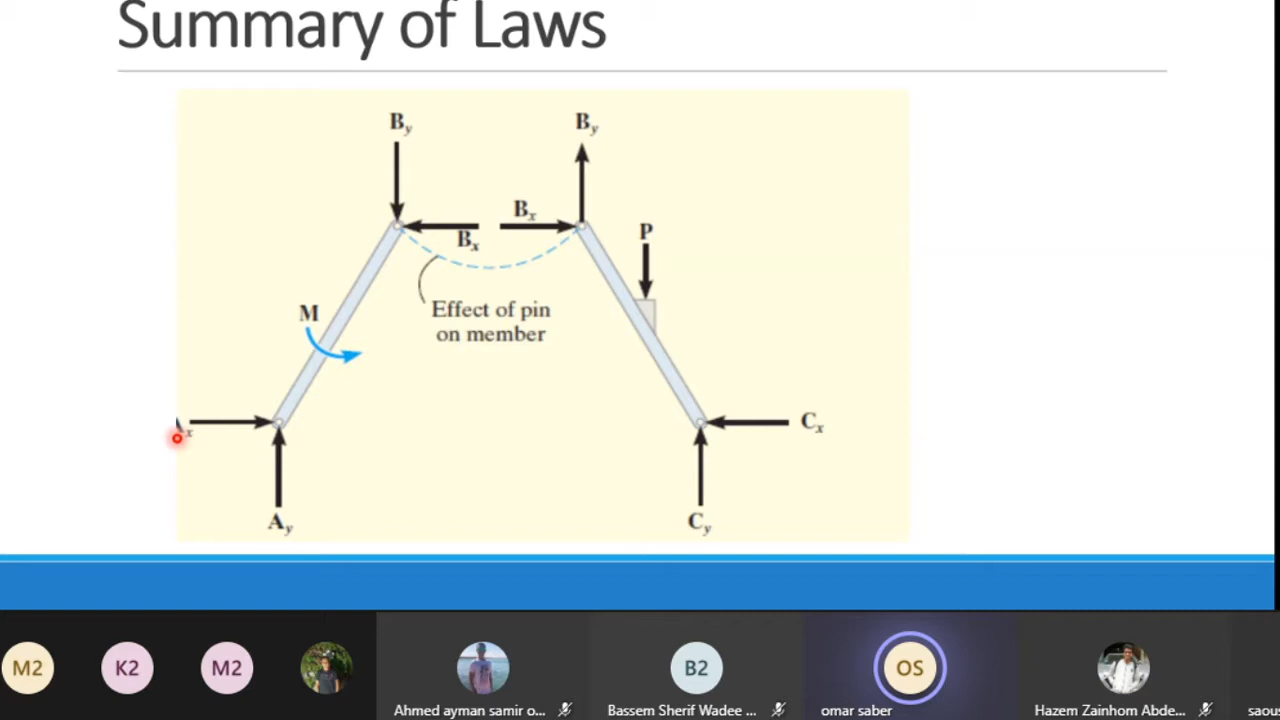 Summary of Laws
By
By
Bx
Bx
P
M
Effect of pin
on member
x
Cx
Ay
Cy
M2
K2
M2
B2
OS
Ahmed ayman samir o...
Bassem Sherif Wadee ...
omar saber
Hazem Zainhom Abde...
saous